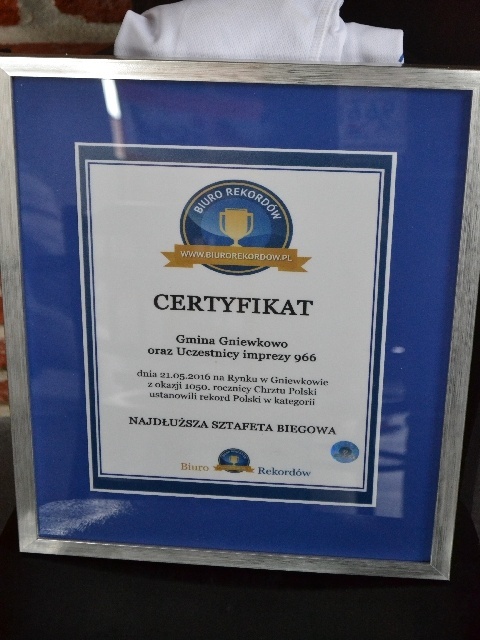 BIURO REKORDÓW
WWW.BIUROREKORDÓW.PL
CERTYFIKAT
Gmina Gniewkowo
oraz Uczestnicy imprezy 966
dnia 21.05.2016 na Rynku w Gniewkowie
z okazji 1050. rocznicy Chrztu Polski
ustanowili rekord Polski w kategorii
NAJDŁUŻSZA SZTAFETA BIEGOWA
Biuro Rekordów